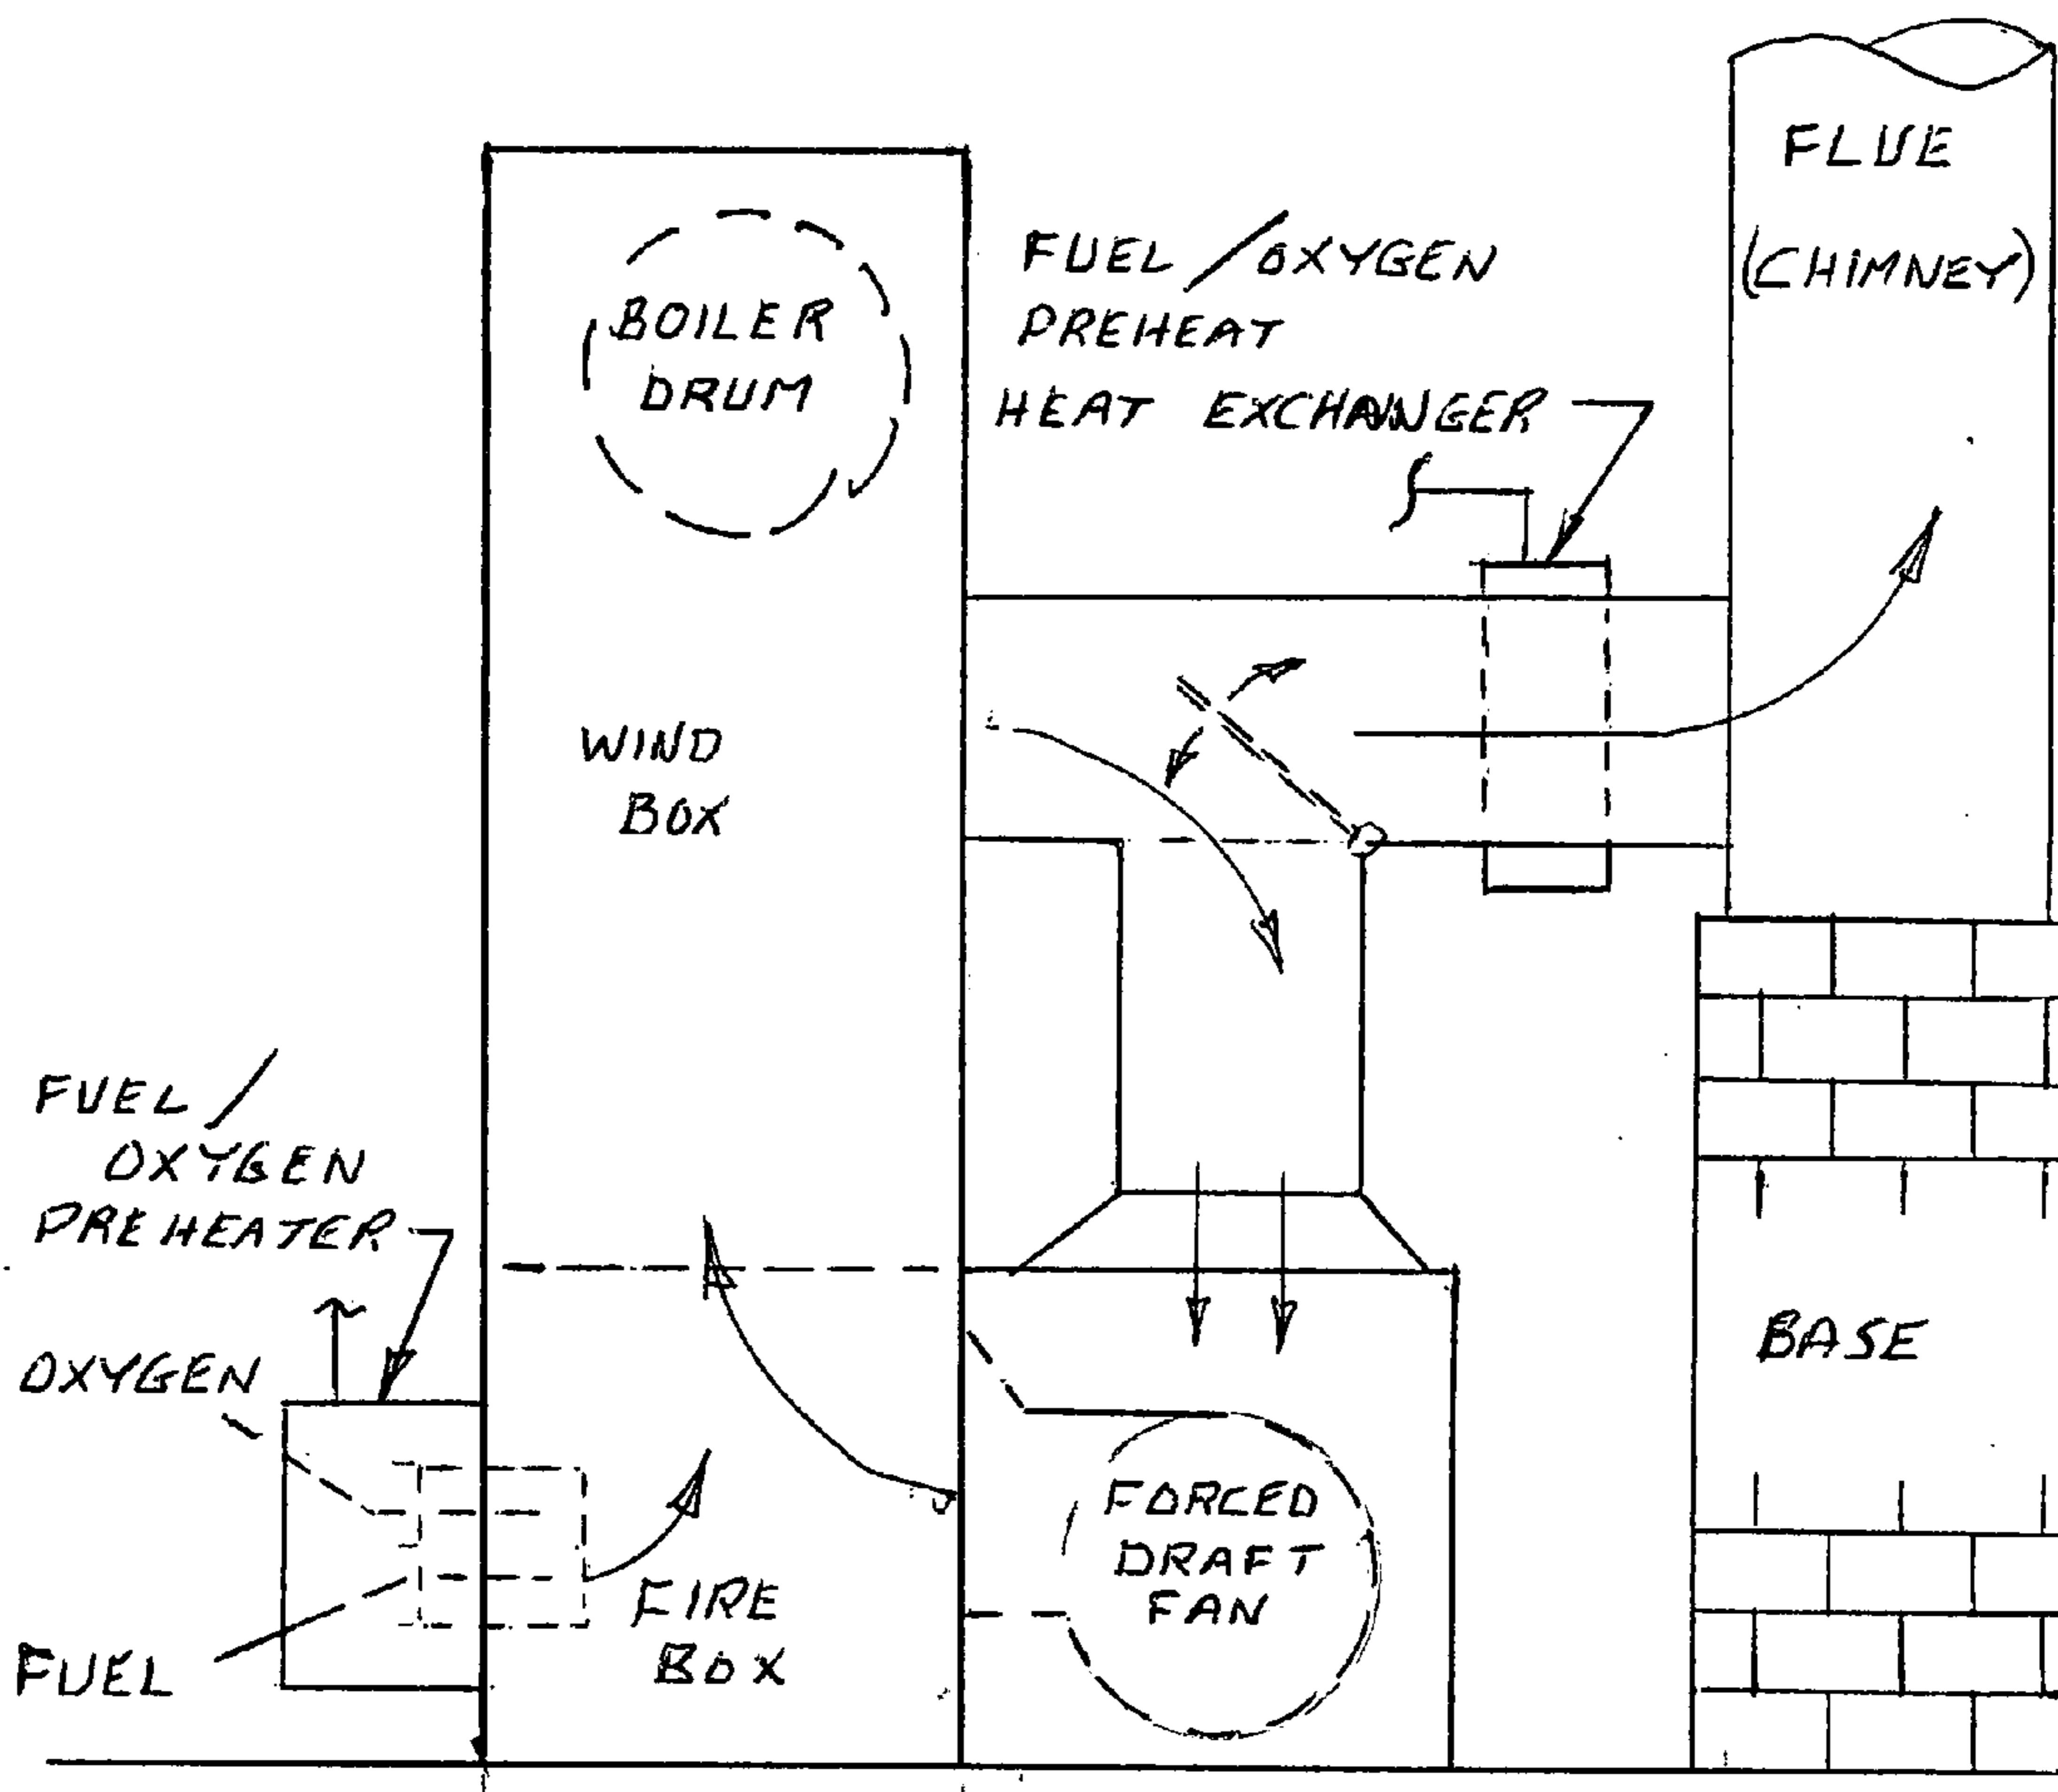 FLUE
(CHIMNEY)
FUEL/OXYGEN
PREHEAT
HEAT EXCHANGER
BOILER
DRUM
WIND
BOX
FUEL/
OXYGEN
PREHEATER
OXYGEN
FUEL
FIRE
BOX
FORCED
DRAFT
FAN
BASE